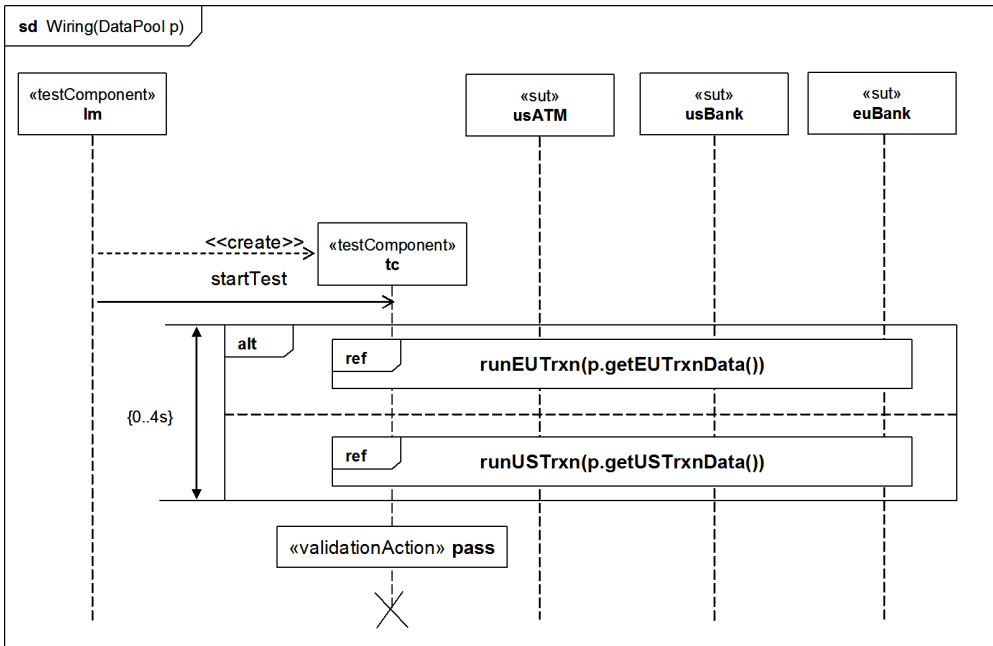 sd Wiring(DataPool p)
«testComponent»
lm
«sut»
usATM
«sut»
usBank
«sut»
euBank
<<create>>
«testComponent»
tc
startTest
alt
ref
runEUTrxn(p.getEUTrxnData())
{0..4s}
ref
runUSTrxn(p.getUSTrxnData())
«validationAction» pass